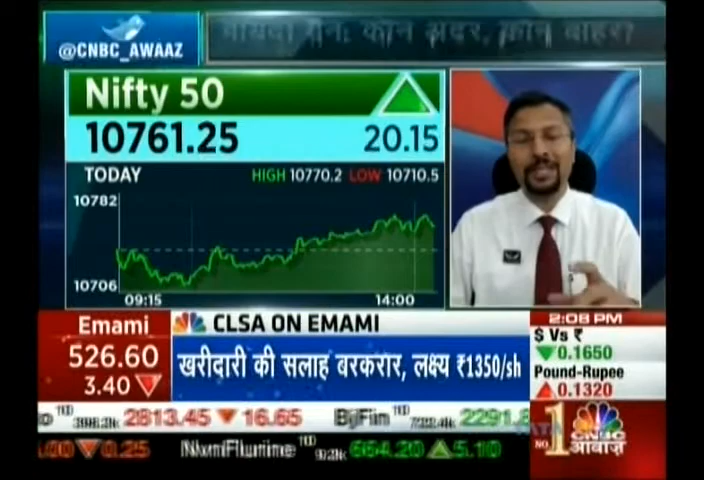 @CNBC_AWAAZ
Nifty 50
10761.25 20.15
TODAY HIGH 10770.2 LOW 10710.5
10782
10706
09:15 14:00
Emami
526.60
3.40
CLSA ON EMAMI
खरीदारी की सलाह बरकरार, लक्ष्य ₹1350/sh
2:08 PM
$ Vs ₹
0.1650
Pound-Rupee
0.1320
2813.45 16.65 BjFin 2291.8
0.25 664.20 5.10
NO. 1 CNBC
आवाज़